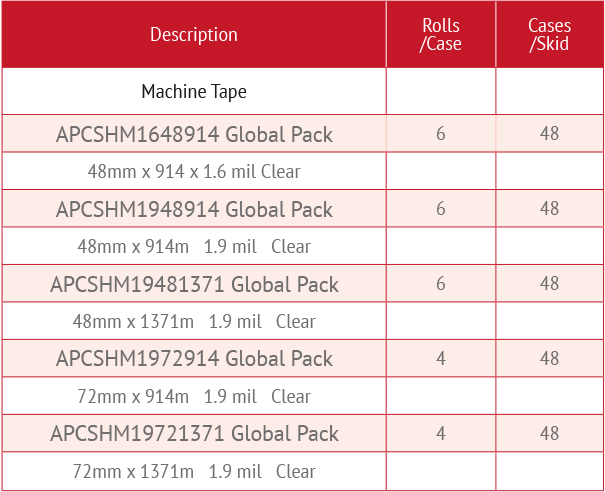 Description Rolls /Case Cases /Skid
Machine Tape
APCSHM1648914 Global Pack 6 48
48mm x 914 x 1.6 mil Clear
APCSHM1948914 Global Pack 6 48
48mm x 914m 1.9 mil Clear
APCSHM19481371 Global Pack 6 48
48mm x 1371m 1.9 mil Clear
APCSHM1972914 Global Pack 4 48
72mm x 914m 1.9 mil Clear
APCSHM19721371 Global Pack 4 48
72mm x 1371m 1.9 mil Clear